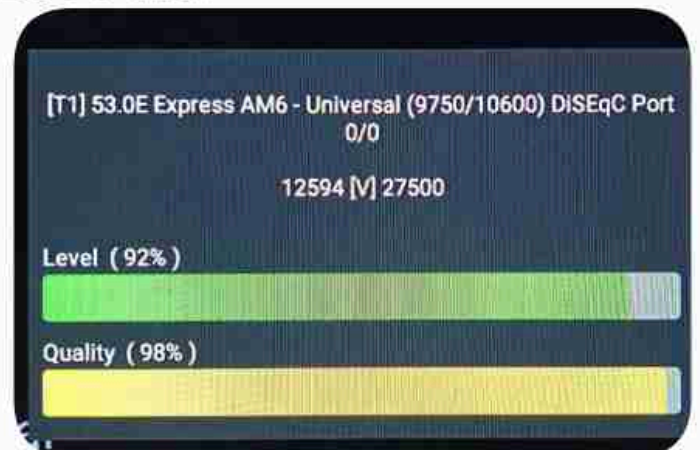 [T1] 53.0E Express AM6 - Universal (9750/10600) DiSEqC Port
0/0
12594 [V] 27500
Level ( 92% )
Quality ( 98% )